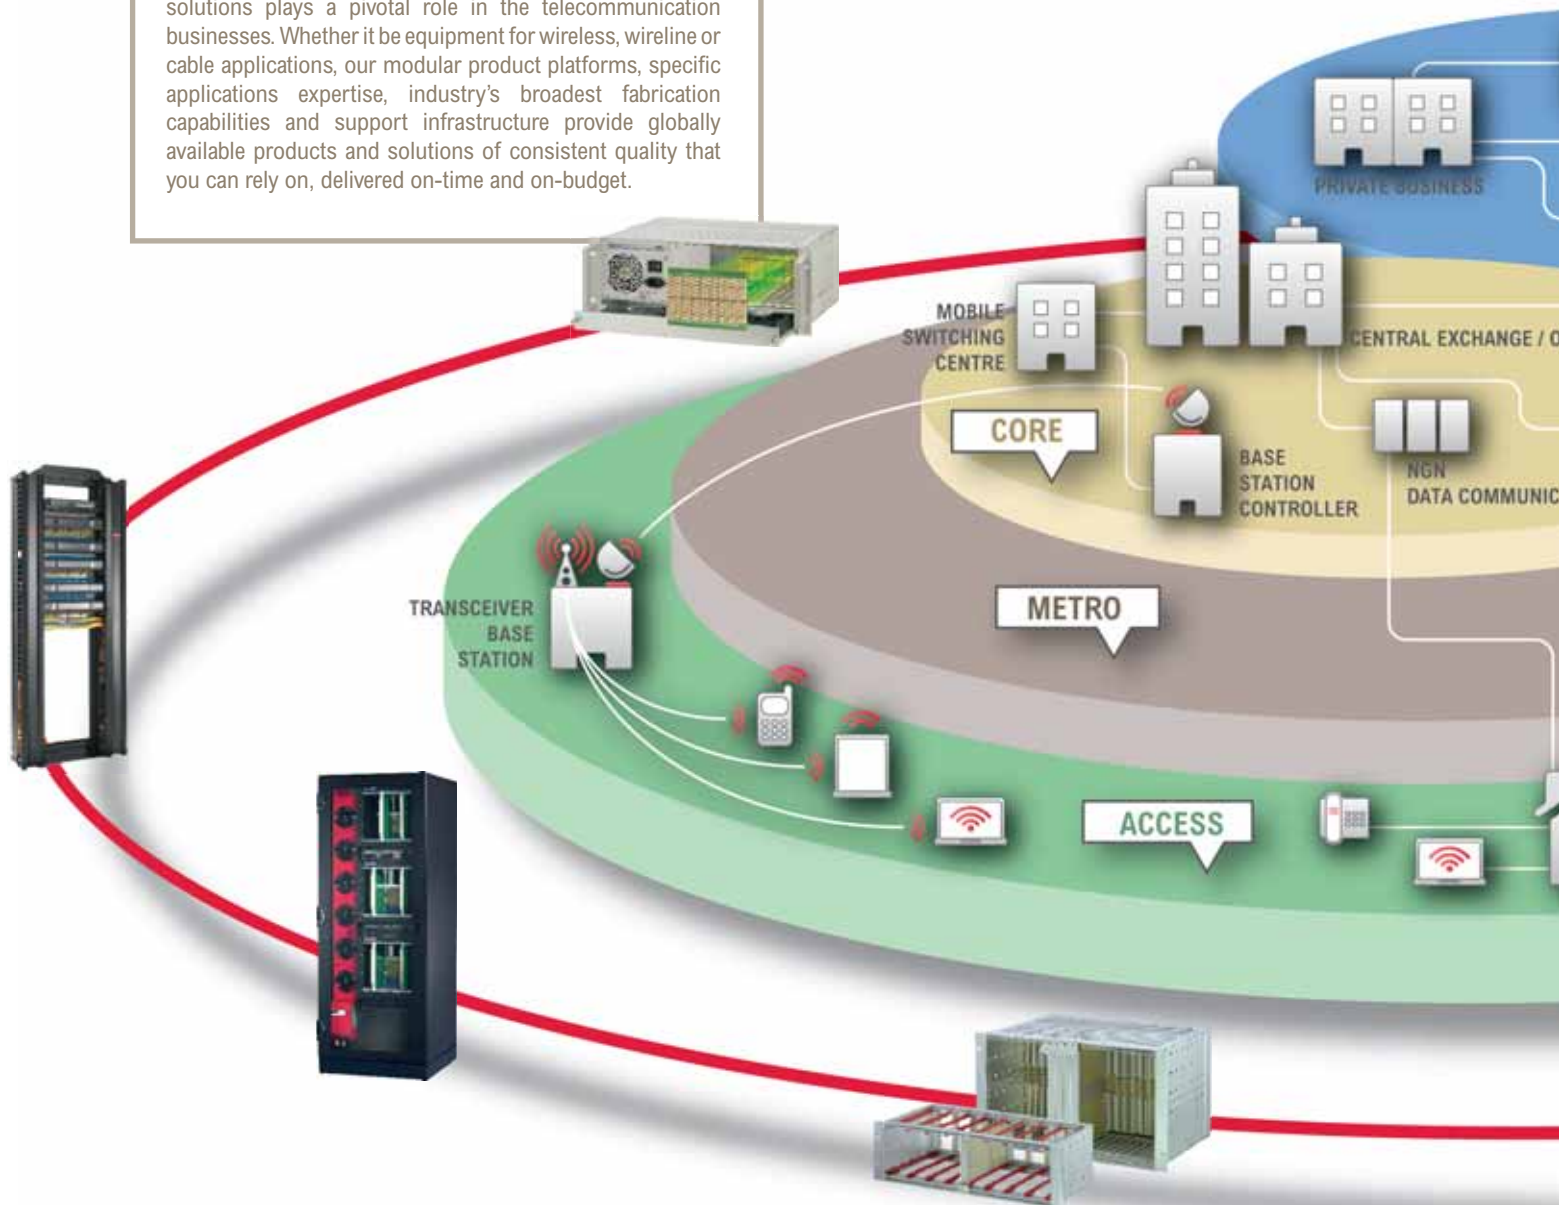 solutions plays a pivotal role in the telecommunication
businesses. Whether it be equipment for wireless, wireline or
cable applications, our modular product platforms, specific
applications expertise, industry's broadest fabrication
capabilities and support infrastructure provide globally
available products and solutions of consistent quality that
you can rely on, delivered on-time and on-budget.
PRIVATE BUSINESS
MOBILE
SWITCHING
CENTRE
CENTRAL EXCHANGE / O
CORE
BASE
STATION
CONTROLLER
NGN
DATA COMMUNIC
METRO
TRANSCEIVER
BASE
STATION
ACCESS